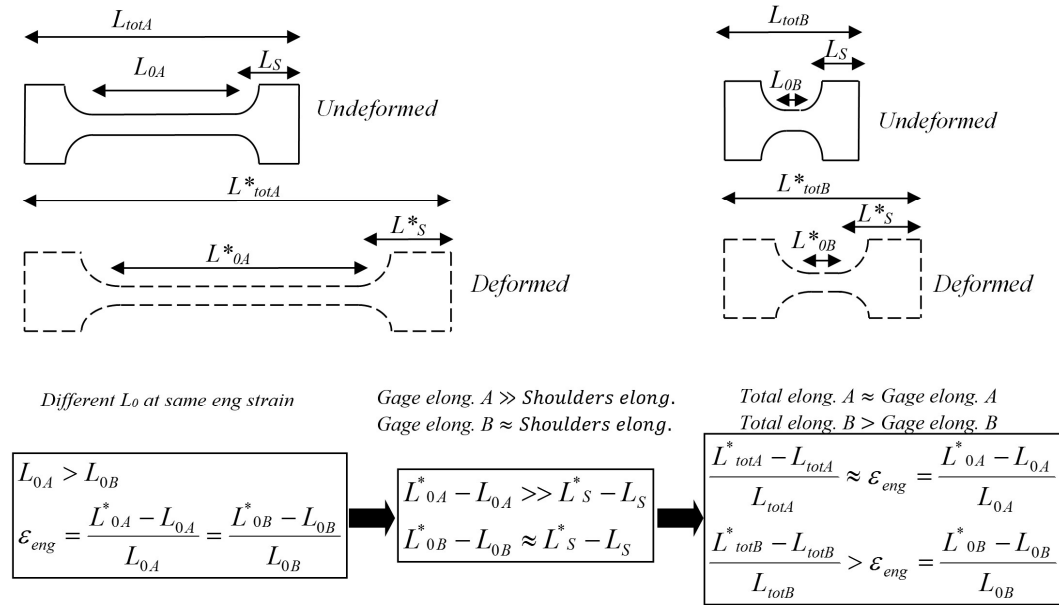 L_totA
L_S
L_0A
Undeformed
L*_totA
L*_S
L*_0A
Deformed
L_totB
L_S
L_0B
Undeformed
L*_totB
L*_S
L*_0B
Deformed
Different L₀ at same eng strain
L_0A > L_0B
ε_eng = (L*_0A − L_0A) / L_0A = (L*_0B − L_0B) / L_0B
Gage elong. A ≫ Shoulders elong.
Gage elong. B ≈ Shoulders elong.
L*_0A − L_0A >> L*_S − L_S
L*_0B − L_0B ≈ L*_S − L_S
Total elong. A ≈ Gage elong. A
Total elong. B > Gage elong. B
(L*_totA − L_totA) / L_totA ≈ ε_eng = (L*_0A − L_0A) / L_0A
(L*_totB − L_totB) / L_totB > ε_eng = (L*_0B − L_0B) / L_0B